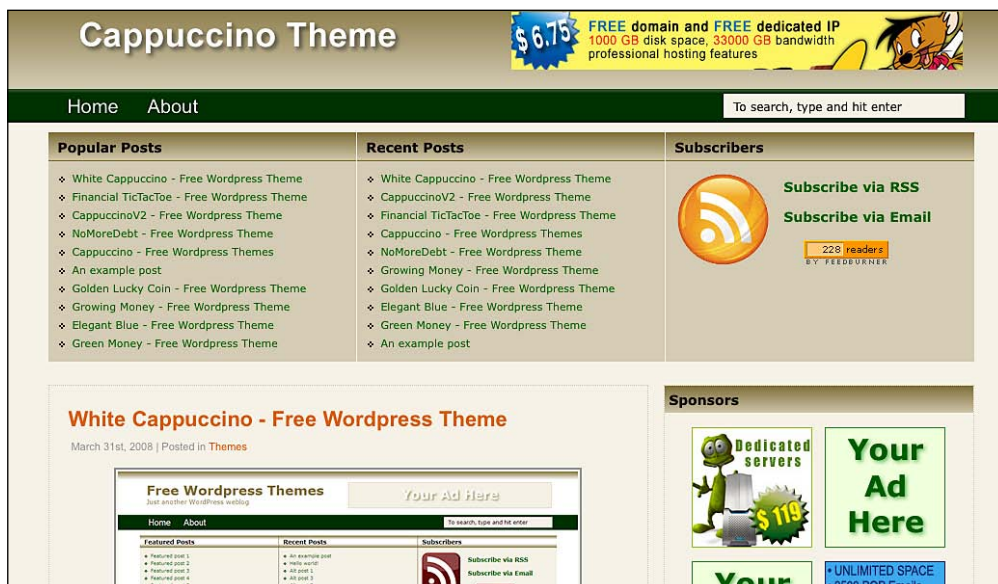 Cappuccino Theme
$6.75
FREE domain and FREE dedicated IP
1000 GB disk space, 33000 GB bandwidth
professional hosting features
Home About
To search, type and hit enter
Popular Posts
White Cappuccino - Free Wordpress Theme
Financial TicTacToe - Free Wordpress Theme
CappuccinoV2 - Free Wordpress Theme
NoMoreDebt - Free Wordpress Theme
Cappuccino - Free Wordpress Themes
An example post
Golden Lucky Coin - Free Wordpress Theme
Growing Money - Free Wordpress Theme
Elegant Blue - Free Wordpress Theme
Green Money - Free Wordpress Theme
Recent Posts
White Cappuccino - Free Wordpress Theme
CappuccinoV2 - Free Wordpress Theme
Financial TicTacToe - Free Wordpress Theme
Cappuccino - Free Wordpress Themes
NoMoreDebt - Free Wordpress Theme
Growing Money - Free Wordpress Theme
Golden Lucky Coin - Free Wordpress Theme
Elegant Blue - Free Wordpress Theme
Green Money - Free Wordpress Theme
An example post
Subscribers
Subscribe via RSS
Subscribe via Email
228 readers
BY FEEDBURNER
White Cappuccino - Free Wordpress Theme
March 31st, 2008 | Posted in Themes
Free Wordpress Themes
Just another WordPress weblog
Your Ad Here
Home About
To search, type and hit enter
Featured Posts
Featured post 1
Featured post 2
Featured post 3
Featured post 4
Recent Posts
An example post
Hello world!
Alt post 1
Alt post 3
Subscribers
Subscribe via RSS
Subscribe via Email
Sponsors
Dedicated
servers
$119
Your
Ad
Here
Your
• UNLIMITED SPACE